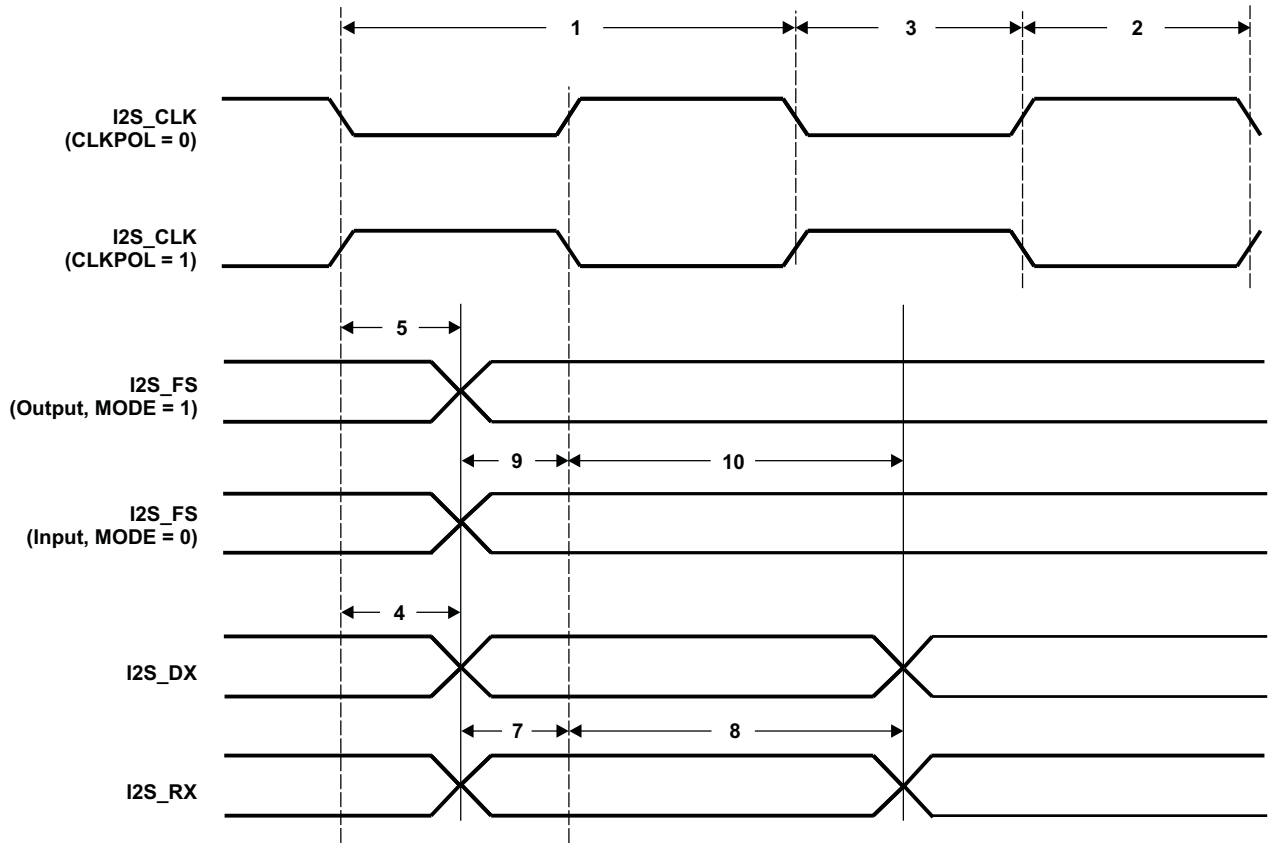 1
3
2
I2S_CLK
(CLKPOL = 0)
I2S_CLK
(CLKPOL = 1)
5
I2S_FS
(Output, MODE = 1)
9
10
I2S_FS
(Input, MODE = 0)
4
I2S_DX
7
8
I2S_RX